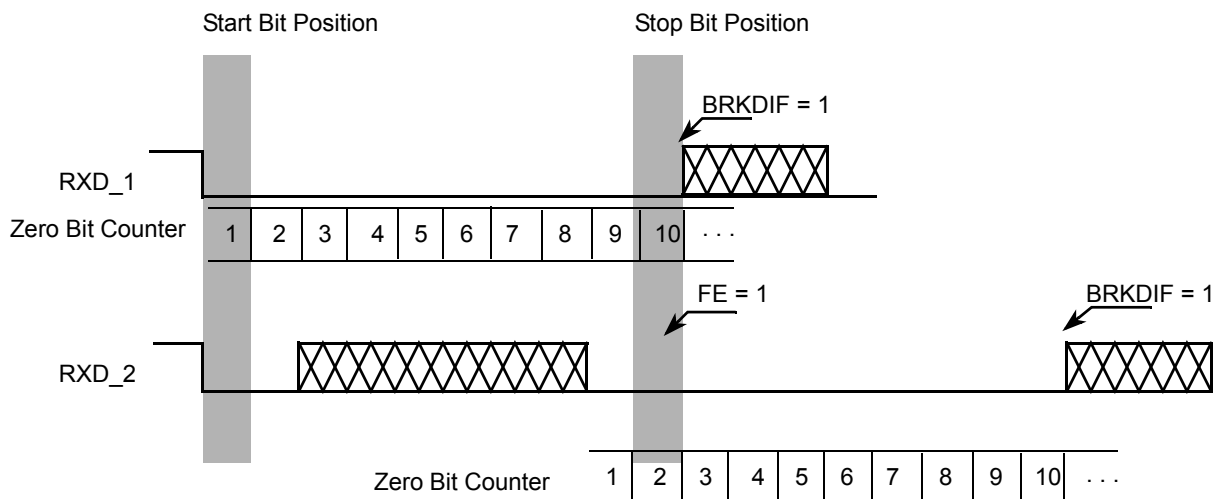 Start Bit Position Stop Bit Position
BRKDIF = 1
RXD_1
Zero Bit Counter 1 2 3 4 5 6 7 8 9 10 . . .
FE = 1 BRKDIF = 1
RXD_2
Zero Bit Counter 1 2 3 4 5 6 7 8 9 10 . . .